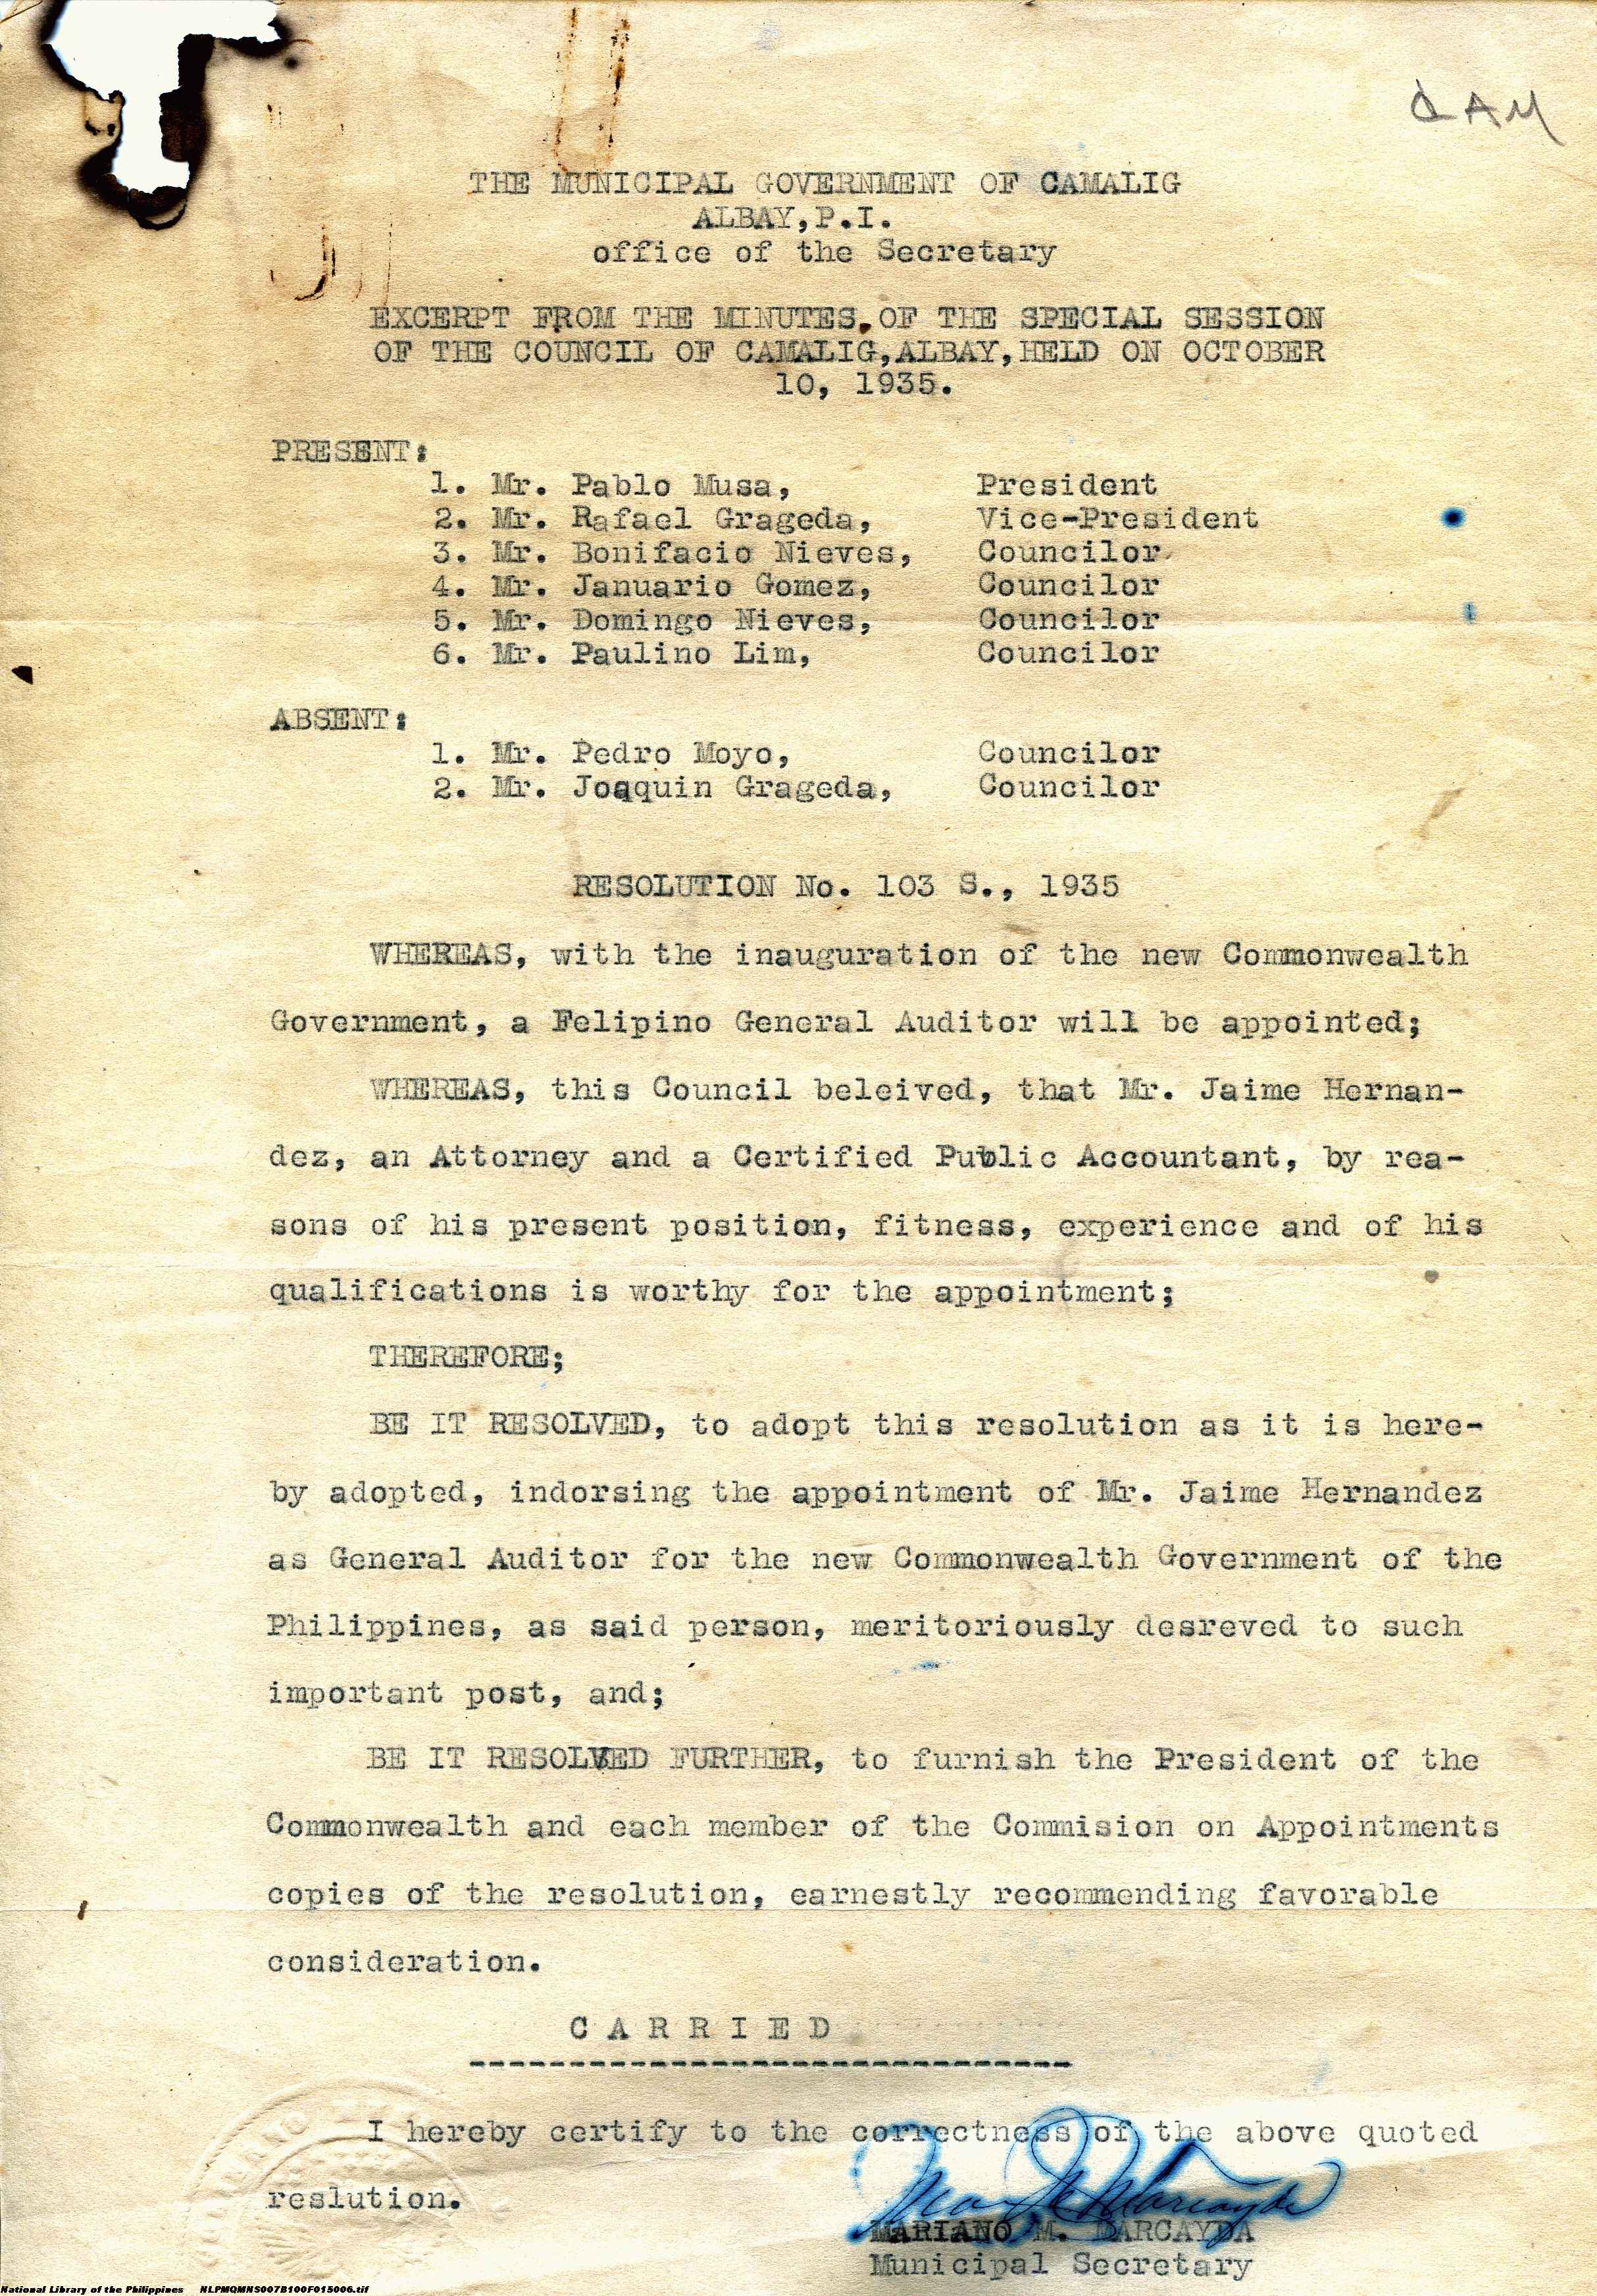 CAM
THE MUNICIPAL GOVERNMENT OF CAMALIG
ALBAY,P.I.
office of the Secretary
EXCERPT FROM THE MINUTES.OF THE SPECIAL SESSION
OF THE COUNCIL OF CAMALIG,ALBAY,HELD ON OCTOBER
10, 1935.
PRESENT:
1. Mr. Pablo Musa, President
2. Mr. Rafael Grageda, Vice-President
3. Mr. Bonifacio Nieves, Councilor
4. Mr. Januario Gomez, Councilor
5. Mr. Domingo Nieves, Councilor
6. Mr. Paulino Lim, Councilor
ABSENT:
1. Mr. Pedro Moyo, Councilor
2. Mr. Joaquin Grageda, Councilor
RESOLUTION No. 103 S., 1935
WHEREAS, with the inauguration of the new Commonwealth
Government, a Felipino General Auditor will be appointed;
WHEREAS, this Council beleived, that Mr. Jaime Hernan-
dez, an Attorney and a Certified Public Accountant, by rea-
sons of his present position, fitness, experience and of his
qualifications is worthy for the appointment;
THEREFORE;
BE IT RESOLVED, to adopt this resolution as it is here-
by adopted, indorsing the appointment of Mr. Jaime Hernandez
as General Auditor for the new Commonwealth Government of the
Philippines, as said person, meritoriously desreved to such
important post, and;
BE IT RESOLVED FURTHER, to furnish the President of the
Commonwealth and each member of the Commision on Appointments
copies of the resolution, earnestly recommending favorable
consideration.
C A R R I E D
------------------------------
I hereby certify to the correctness of the above quoted
reslution.
MARIANO M. DARCAYDA
Municipal Secretary
National Library of the Philippines NLPMQMNS007B100F015006.tif